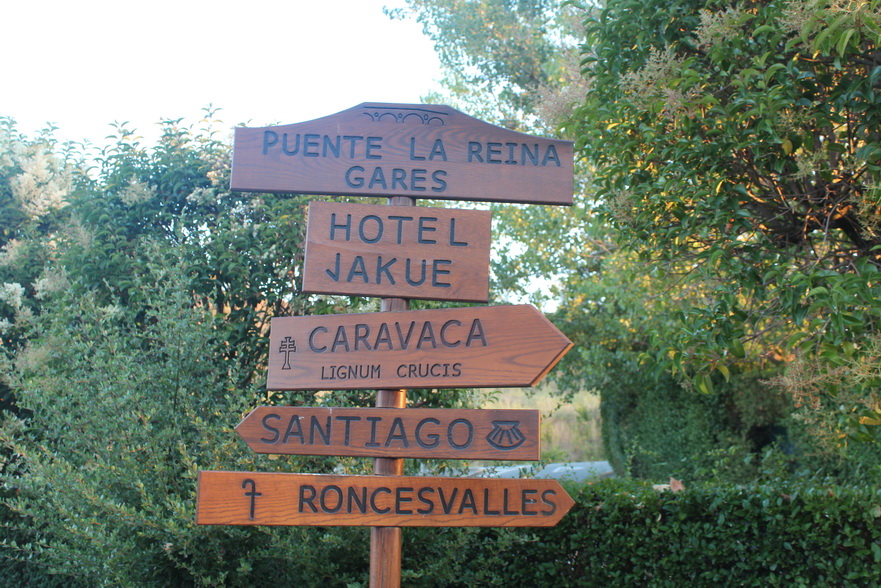 PUENTE LA REINA
GARES
HOTEL
JAKUE
CARAVACA
LIGNUM CRUCIS
SANTIAGO
RONCESVALLES